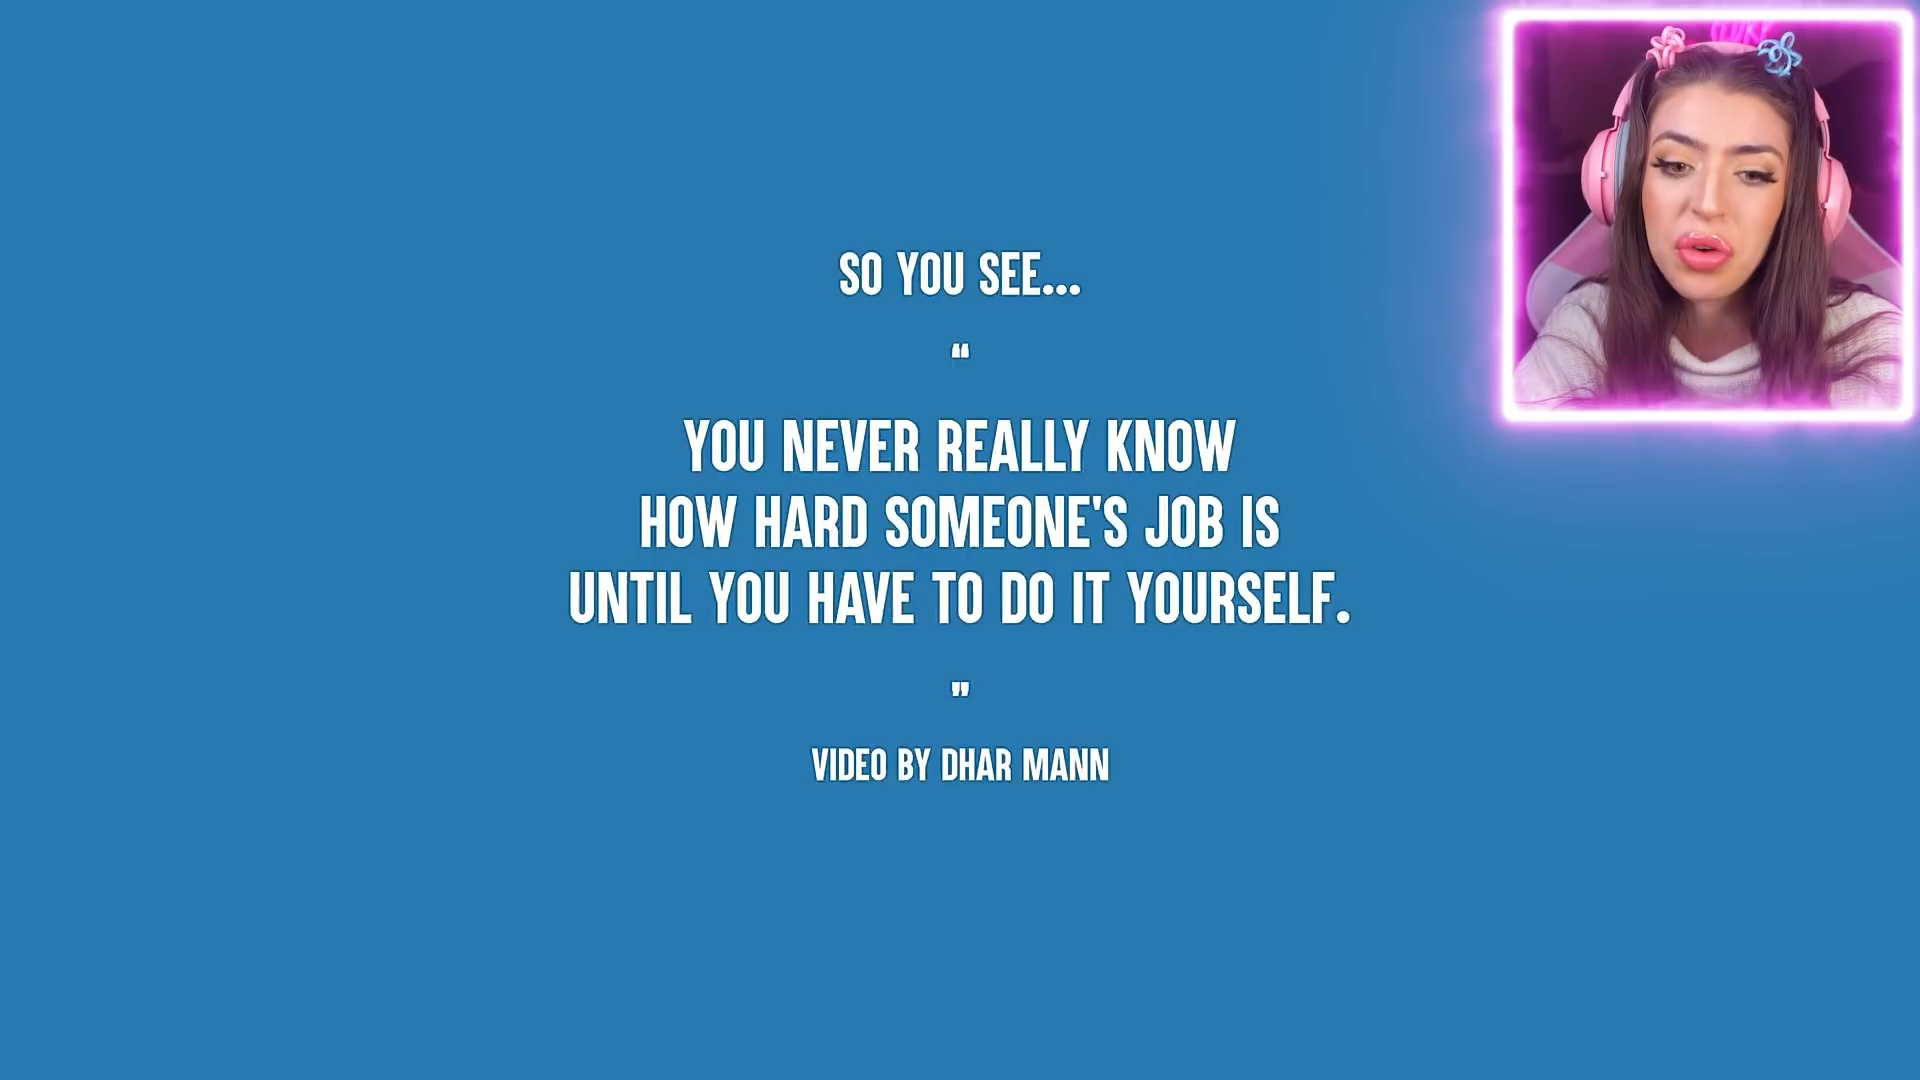 SO YOU SEE...
"
YOU NEVER REALLY KNOW
HOW HARD SOMEONE'S JOB IS
UNTIL YOU HAVE TO DO IT YOURSELF.
"
VIDEO BY DHAR MANN